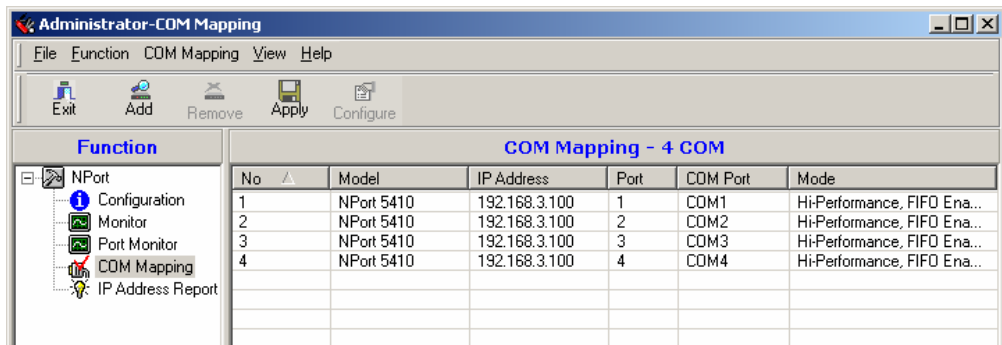 Administrator-COM Mapping
File Function COM Mapping View Help
Exit Add Remove Apply Configure
Function
COM Mapping - 4 COM
NPort
Configuration
Monitor
Port Monitor
COM Mapping
IP Address Report
No Model IP Address Port COM Port Mode
1 NPort 5410 192.168.3.100 1 COM1 Hi-Performance, FIFO Ena...
2 NPort 5410 192.168.3.100 2 COM2 Hi-Performance, FIFO Ena...
3 NPort 5410 192.168.3.100 3 COM3 Hi-Performance, FIFO Ena...
4 NPort 5410 192.168.3.100 4 COM4 Hi-Performance, FIFO Ena...